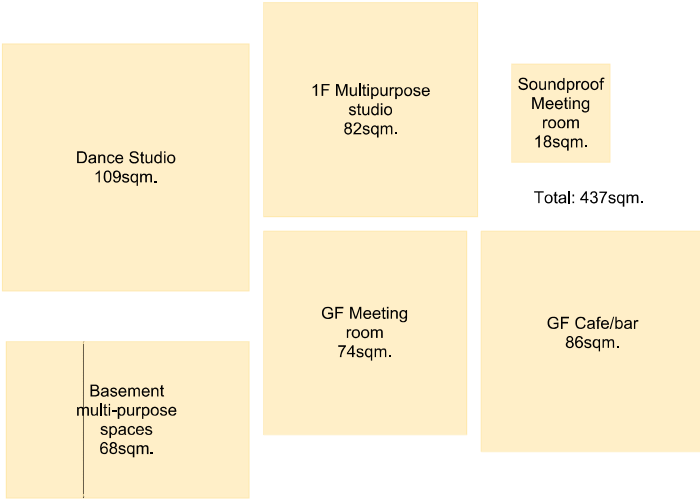 Dance Studio
109sqm.
1F Multipurpose
studio
82sqm.
Soundproof
Meeting
room
18sqm.
Total: 437sqm.
GF Meeting
room
74sqm.
GF Cafe/bar
86sqm.
Basement
multi-purpose
spaces
68sqm.